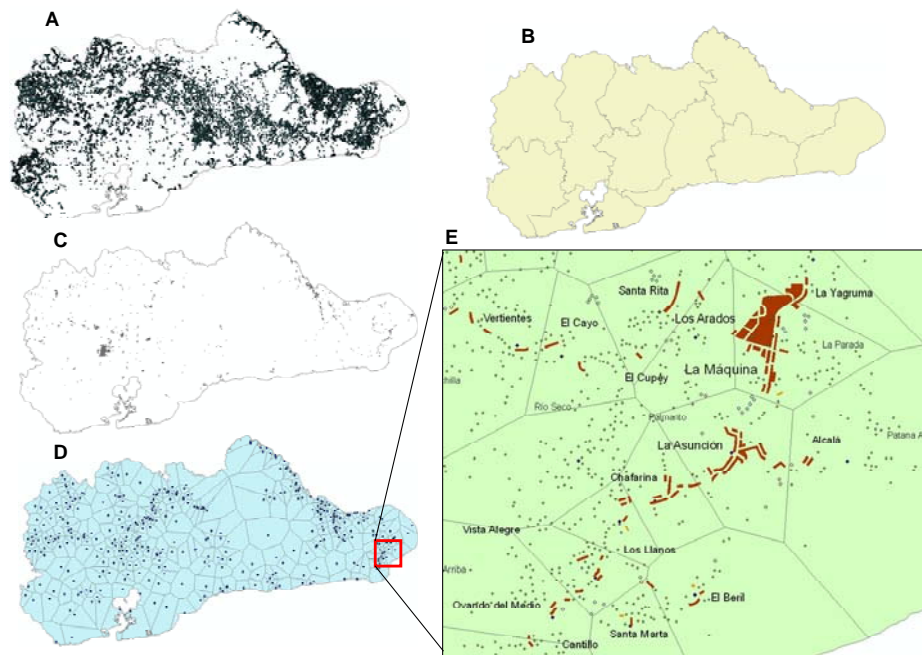 A
B
C
E
D
Santa Rita
La Yagruma
Vertientes
El Cayo
Los Arados
La Parada
La Máquina
El Cupey
Río Seco
Palmarito
La Asunción
Alcalá
Patana A
Chafarina
Vista Alegre
Los Llanos
Arriba
El Beril
Ovando del Medio
Santa Marta
Cantillo